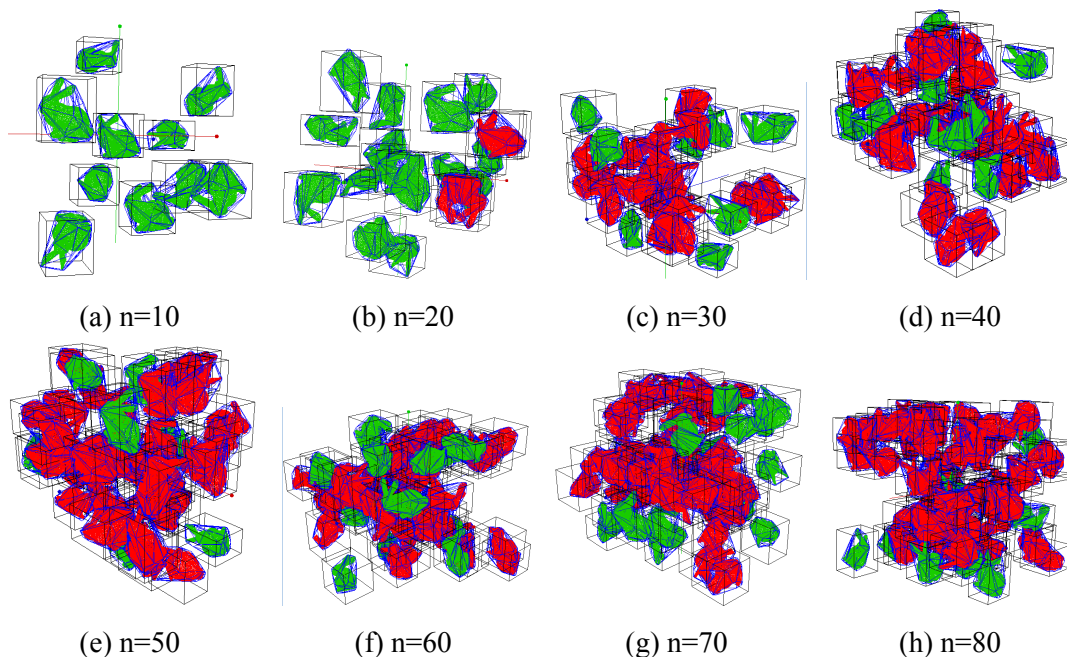 (a) n=10
(b) n=20
(c) n=30
(d) n=40
(e) n=50
(f) n=60
(g) n=70
(h) n=80